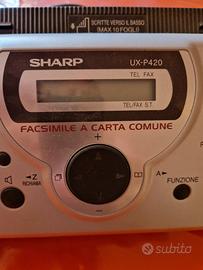 SCRITTE VERSO IL BASSO
(MAX 10 FOGLI)
SHARP
UX-P420
TEL FAX
TEL/FAX S.T.
FACSIMILE A CARTA COMUNE
+
Z
RICHIAMA
A
FUNZIONE
-
subito